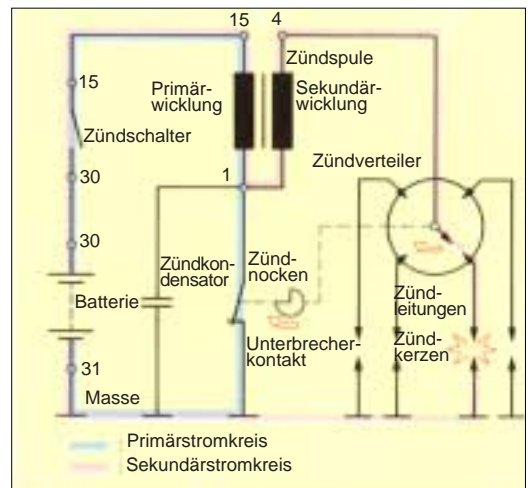 15 4
Zündspule
15
Primär-
wicklung
Sekundär-
wicklung
Zündschalter
Zündverteiler
30
1
30
Zündkon-
densator
Zünd-
nocken
Batterie
Zünd-
leitungen
Unterbrecher-
kontakt
Zünd-
kerzen
31
Masse
Primärstromkreis
Sekundärstromkreis